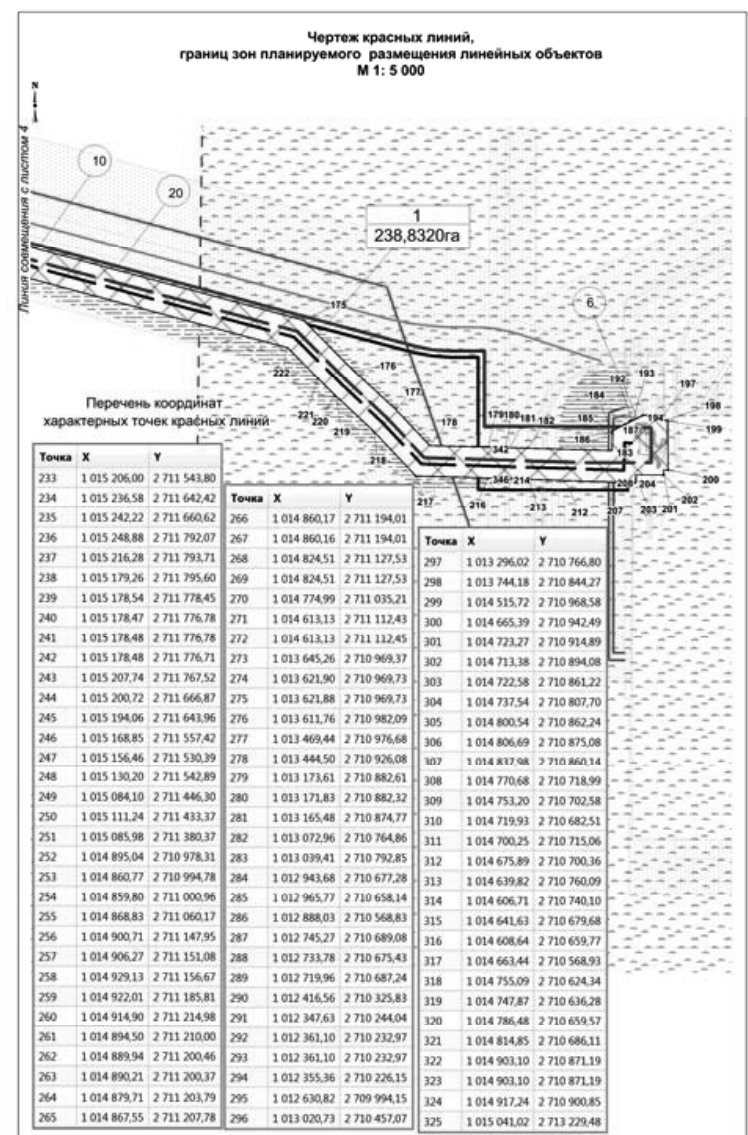 Чертеж красных линий,
границ зон планируемого размещения линейных объектов
М 1: 5 000
N
Линия совмещения с листом 4
10
20
1
238,8320га
6
175
176
177
178
179 180 181 182
184
185
186
187
183
192
193
194
197
198
199
200
202
201
203
204
207
212
213
214
346
342
216
217
218
219
220
221
222
Перечень координат
характерных точек красных линий
Точка X Y
233 1 015 206,00 2 711 543,80
234 1 015 236,58 2 711 642,42
235 1 015 242,22 2 711 660,62
236 1 015 248,88 2 711 792,07
237 1 015 216,28 2 711 793,71
238 1 015 179,26 2 711 795,60
239 1 015 178,54 2 711 778,45
240 1 015 178,47 2 711 776,78
241 1 015 178,48 2 711 776,78
242 1 015 178,48 2 711 776,71
243 1 015 207,74 2 711 767,52
244 1 015 200,72 2 711 666,87
245 1 015 194,06 2 711 643,96
246 1 015 168,85 2 711 557,42
247 1 015 156,46 2 711 530,39
248 1 015 130,20 2 711 542,89
249 1 015 084,10 2 711 446,30
250 1 015 111,24 2 711 433,37
251 1 015 085,98 2 711 380,37
252 1 014 895,04 2 710 978,31
253 1 014 860,77 2 710 994,78
254 1 014 859,80 2 711 000,96
255 1 014 868,83 2 711 060,17
256 1 014 900,71 2 711 147,95
257 1 014 906,27 2 711 151,08
258 1 014 929,13 2 711 156,67
259 1 014 922,01 2 711 185,81
260 1 014 914,90 2 711 214,98
261 1 014 894,50 2 711 210,00
262 1 014 889,94 2 711 200,46
263 1 014 890,21 2 711 200,37
264 1 014 879,71 2 711 203,79
265 1 014 867,55 2 711 207,78
Точка X Y
266 1 014 860,17 2 711 194,01
267 1 014 860,16 2 711 194,01
268 1 014 824,51 2 711 127,53
269 1 014 824,51 2 711 127,53
270 1 014 774,99 2 711 035,21
271 1 014 613,13 2 711 112,43
272 1 014 613,13 2 711 112,45
273 1 013 645,26 2 710 969,37
274 1 013 621,90 2 710 969,73
275 1 013 621,88 2 710 969,73
276 1 013 611,76 2 710 982,09
277 1 013 469,44 2 710 976,68
278 1 013 444,50 2 710 926,08
279 1 013 173,61 2 710 882,61
280 1 013 171,83 2 710 882,32
281 1 013 165,48 2 710 874,77
282 1 013 072,96 2 710 764,86
283 1 013 039,41 2 710 792,85
284 1 012 943,68 2 710 677,28
285 1 012 965,77 2 710 658,14
286 1 012 888,03 2 710 568,83
287 1 012 745,27 2 710 689,08
288 1 012 733,78 2 710 675,43
289 1 012 719,96 2 710 687,24
290 1 012 416,56 2 710 325,83
291 1 012 347,63 2 710 244,04
292 1 012 361,10 2 710 232,97
293 1 012 361,10 2 710 232,97
294 1 012 355,36 2 710 226,15
295 1 012 630,82 2 709 994,15
296 1 013 020,73 2 710 457,07
Точка X Y
297 1 013 296,02 2 710 766,80
298 1 013 744,18 2 710 844,27
299 1 014 515,72 2 710 968,58
300 1 014 665,39 2 710 942,49
301 1 014 723,27 2 710 914,89
302 1 014 713,38 2 710 894,08
303 1 014 722,58 2 710 861,22
304 1 014 737,54 2 710 807,70
305 1 014 800,54 2 710 862,24
306 1 014 806,69 2 710 875,08
307 1 014 837,98 2 710 860,14
308 1 014 770,68 2 710 718,99
309 1 014 753,20 2 710 702,58
310 1 014 719,93 2 710 682,51
311 1 014 700,25 2 710 715,06
312 1 014 675,89 2 710 700,36
313 1 014 639,82 2 710 760,09
314 1 014 606,71 2 710 740,10
315 1 014 641,63 2 710 679,68
316 1 014 608,64 2 710 659,77
317 1 014 663,44 2 710 568,93
318 1 014 755,09 2 710 624,34
319 1 014 747,87 2 710 636,28
320 1 014 786,48 2 710 659,57
321 1 014 814,85 2 710 686,11
322 1 014 903,10 2 710 871,19
323 1 014 903,10 2 710 871,19
324 1 014 917,24 2 710 900,85
325 1 015 041,02 2 713 229,48